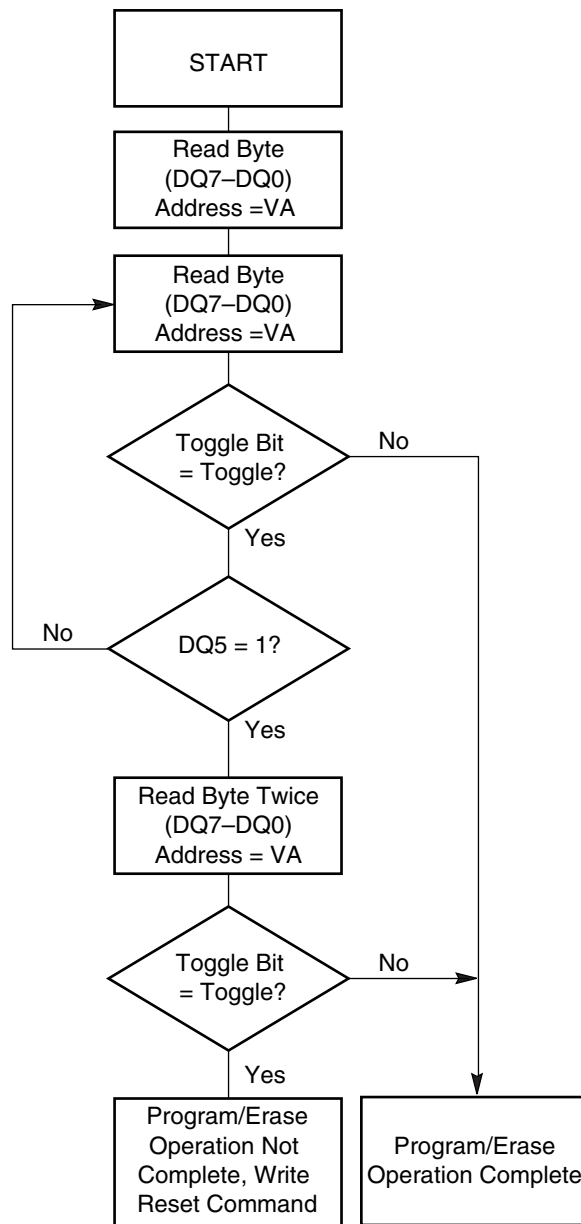 START
Read Byte
(DQ7–DQ0)
Address =VA
Read Byte
(DQ7–DQ0)
Address =VA
Toggle Bit
= Toggle?
No
Yes
No
DQ5 = 1?
Yes
Read Byte Twice
(DQ7–DQ0)
Address = VA
Toggle Bit
= Toggle?
No
Yes
Program/Erase
Operation Not
Complete, Write
Reset Command
Program/Erase
Operation Complete